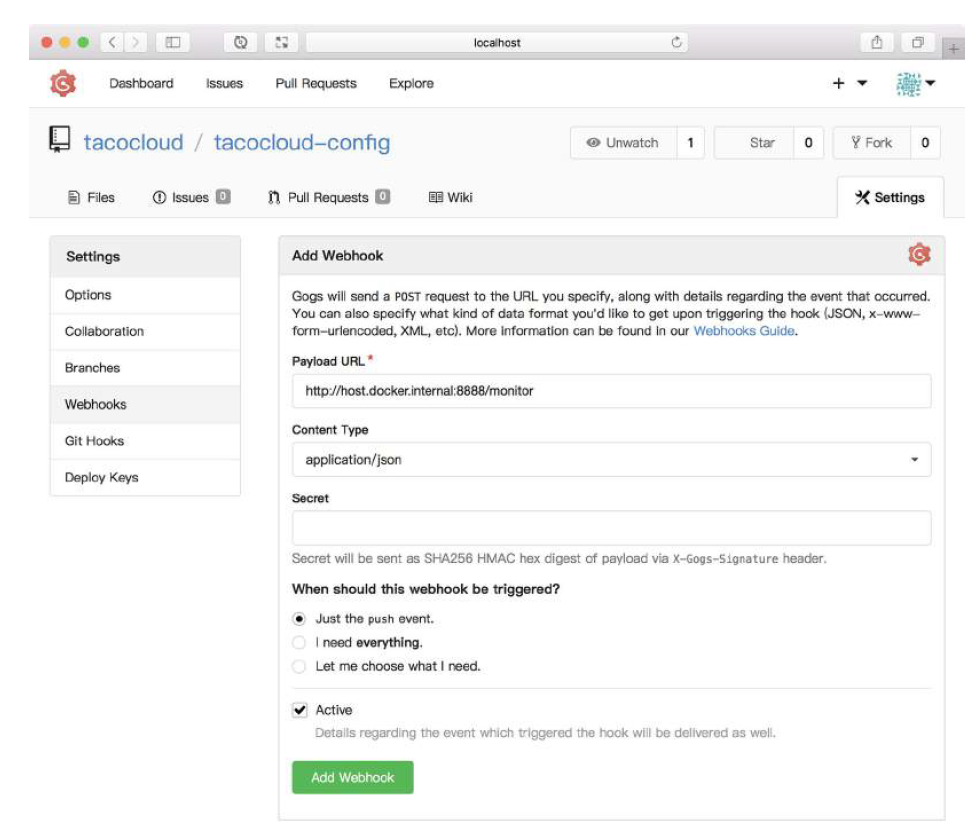 localhost
Dashboard Issues Pull Requests Explore
tacocloud / tacocloud-config
Unwatch 1 Star 0 Fork 0
Files Issues 0 Pull Requests 0 Wiki Settings
Settings
Options
Collaboration
Branches
Webhooks
Git Hooks
Deploy Keys
Add Webhook
Gogs will send a POST request to the URL you specify, along with details regarding the event that occurred.
You can also specify what kind of data format you'd like to get upon triggering the hook (JSON, x-www-
form-urlencoded, XML, etc). More information can be found in our Webhooks Guide.
Payload URL *
http://host.docker.internal:8888/monitor
Content Type
application/json
Secret
Secret will be sent as SHA256 HMAC hex digest of payload via X-Gogs-Signature header.
When should this webhook be triggered?
Just the push event.
I need everything.
Let me choose what I need.
Active
Details regarding the event which triggered the hook will be delivered as well.
Add Webhook